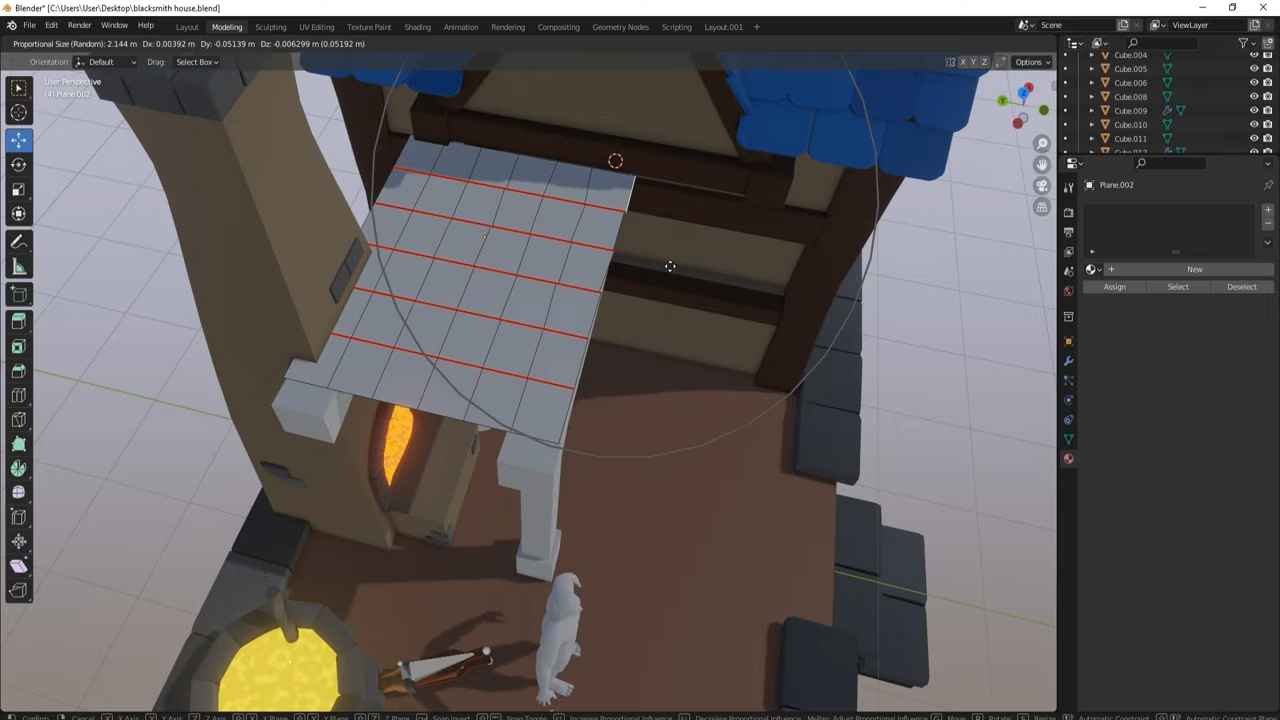 Blender* [C:\Users\User\Desktop\blacksmith house.blend]
File Edit Render Window Help Layout Modeling Sculpting UV Editing Texture Paint Shading Animation Rendering Compositing Geometry Nodes Scripting Layout.001 + Scene ViewLayer
Proportional Size (Random): 2.144 m Dx: 0.00392 m Dy: -0.05139 m Dz: -0.006299 m (0.05192 m)
Orientation: Default Drag: Select Box X Y Z Options
User Perspective
(4) Plane.002
Cube.004
Cube.005
Cube.006
Cube.008
Cube.009
Cube.010
Cube.011
Plane.002
New
Assign Select Deselect